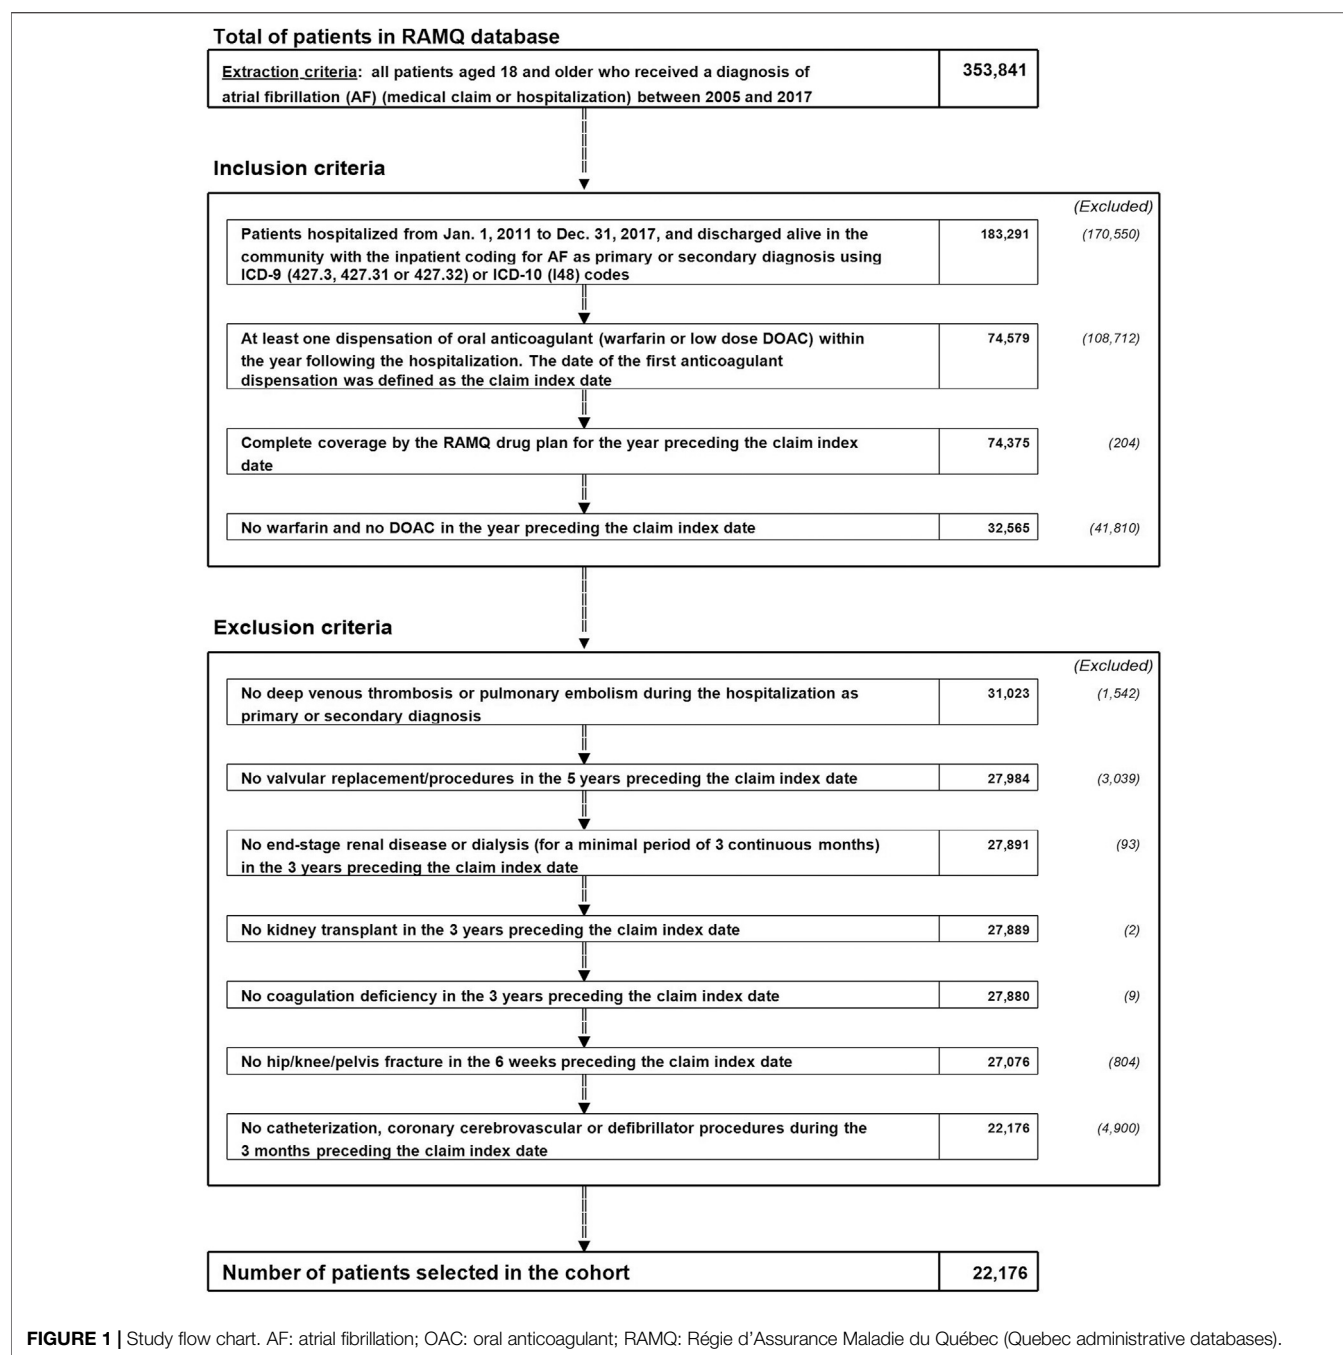 Total of patients in RAMQ database
Extraction criteria: all patients aged 18 and older who received a diagnosis of
atrial fibrillation (AF) (medical claim or hospitalization) between 2005 and 2017
353,841
Inclusion criteria
(Excluded)
Patients hospitalized from Jan. 1, 2011 to Dec. 31, 2017, and discharged alive in the
community with the inpatient coding for AF as primary or secondary diagnosis using
ICD-9 (427.3, 427.31 or 427.32) or ICD-10 (I48) codes
183,291
(170,550)
At least one dispensation of oral anticoagulant (warfarin or low dose DOAC) within
the year following the hospitalization. The date of the first anticoagulant
dispensation was defined as the claim index date
74,579
(108,712)
Complete coverage by the RAMQ drug plan for the year preceding the claim index
date
74,375
(204)
No warfarin and no DOAC in the year preceding the claim index date
32,565
(41,810)
Exclusion criteria
(Excluded)
No deep venous thrombosis or pulmonary embolism during the hospitalization as
primary or secondary diagnosis
31,023
(1,542)
No valvular replacement/procedures in the 5 years preceding the claim index date
27,984
(3,039)
No end-stage renal disease or dialysis (for a minimal period of 3 continuous months)
in the 3 years preceding the claim index date
27,891
(93)
No kidney transplant in the 3 years preceding the claim index date
27,889
(2)
No coagulation deficiency in the 3 years preceding the claim index date
27,880
(9)
No hip/knee/pelvis fracture in the 6 weeks preceding the claim index date
27,076
(804)
No catheterization, coronary cerebrovascular or defibrillator procedures during the
3 months preceding the claim index date
22,176
(4,900)
Number of patients selected in the cohort
22,176
FIGURE 1 | Study flow chart. AF: atrial fibrillation; OAC: oral anticoagulant; RAMQ: Régie d'Assurance Maladie du Québec (Quebec administrative databases).